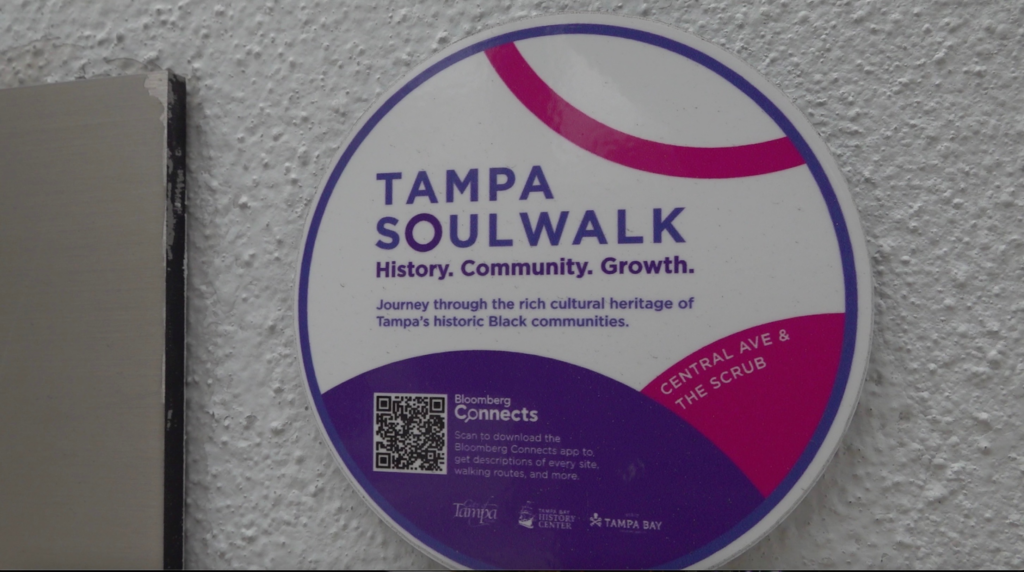 TAMPA
SOULWALK
History. Community. Growth.
Journey through the rich cultural heritage of
Tampa's historic Black communities.
CENTRAL AVE &
THE SCRUB
Bloomberg
Connects
Scan to download the
Bloomberg Connects app to
get descriptions of every site,
walking routes, and more.
Tampa
TAMPA BAY
HISTORY
CENTER
TAMPA BAY